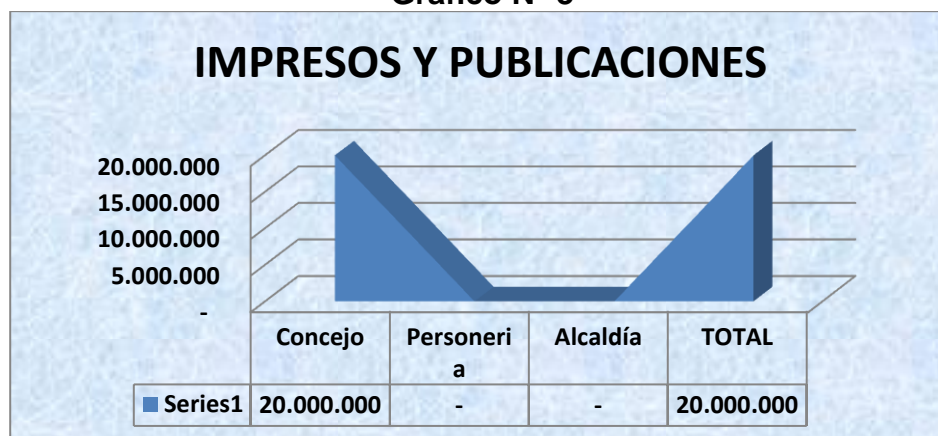 IMPRESOS Y PUBLICACIONES
20.000.000
15.000.000
10.000.000
5.000.000
-
Concejo Personeri Alcaldía TOTAL
a
Series1 20.000.000 - - 20.000.000